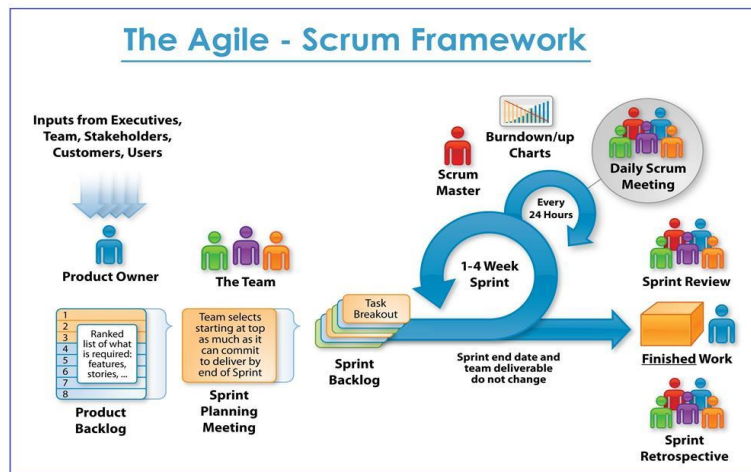 The Agile - Scrum Framework
Inputs from Executives,
Team, Stakeholders,
Customers, Users
Product Owner
The Team
1
2
3
4
5
6
7
8
Ranked
list of what
is required:
features,
stories, ...
Product
Backlog
Team selects
starting at top
as much as it
can commit
to deliver by
end of Sprint
Sprint
Planning
Meeting
Task
Breakout
Sprint
Backlog
Scrum
Master
Burndown/up
Charts
Every
24 Hours
1-4 Week
Sprint
Daily Scrum
Meeting
Sprint end date and
team deliverable
do not change
Sprint Review
Finished Work
Sprint
Retrospective